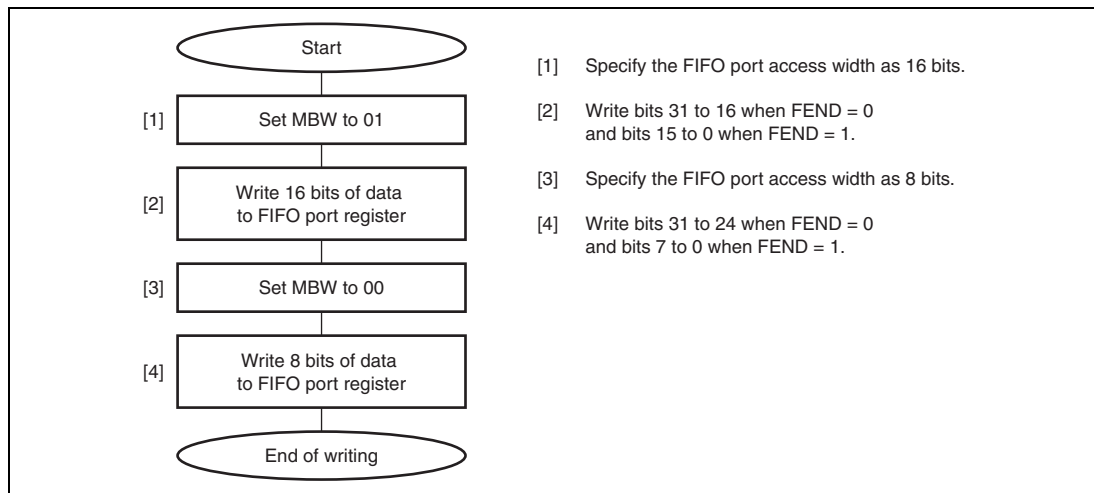 Start
[1] Set MBW to 01
[2] Write 16 bits of data
to FIFO port register
[3] Set MBW to 00
[4] Write 8 bits of data
to FIFO port register
End of writing
[1] Specify the FIFO port access width as 16 bits.
[2] Write bits 31 to 16 when FEND = 0
and bits 15 to 0 when FEND = 1.
[3] Specify the FIFO port access width as 8 bits.
[4] Write bits 31 to 24 when FEND = 0
and bits 7 to 0 when FEND = 1.